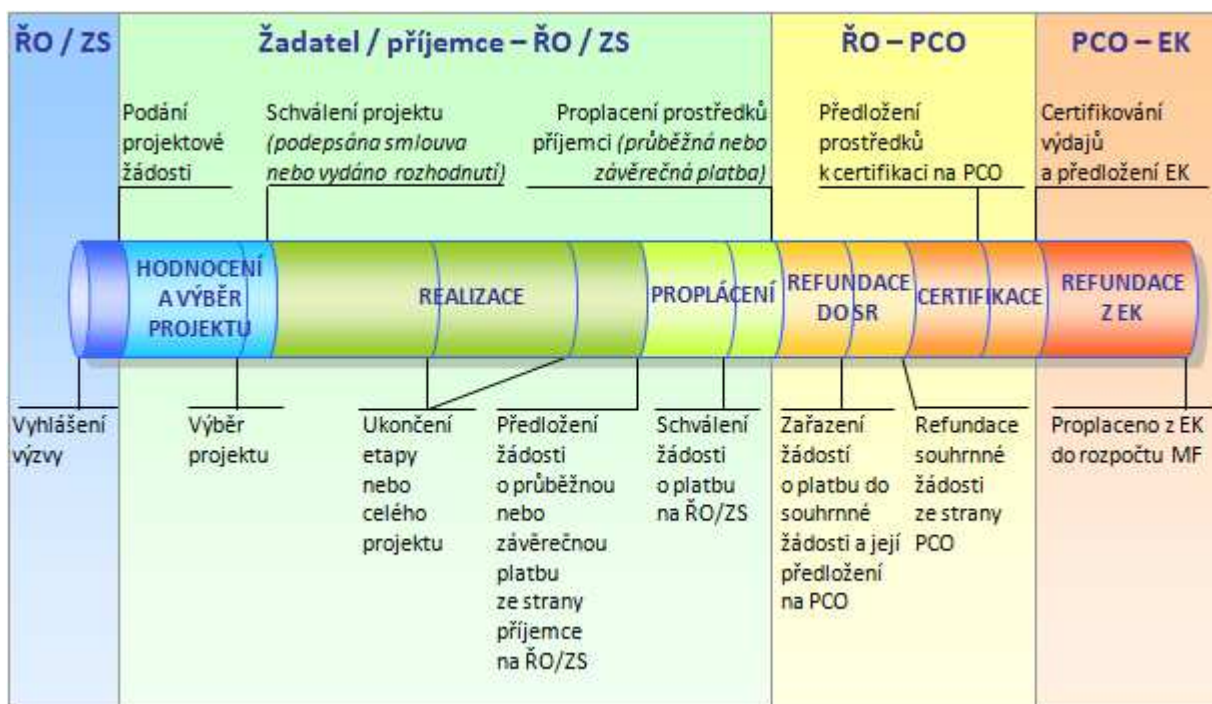 ŘO / ZS
Žadatel / příjemce – ŘO / ZS
ŘO – PCO
PCO – EK
Podání
projektové
žádosti
Schválení projektu
(podepsána smlouva
nebo vydáno rozhodnutí)
Proplacení prostředků
příjemci (průběžná nebo
závěrečná platba)
Předložení
prostředků
k certifikaci na PCO
Certifikování
výdajů
a předložení EK
HODNOCENÍ
A VÝBĚR
PROJEKTU
REALIZACE
PROPLÁCENÍ
REFUNDACE
DO SR
CERTIFIKACE
REFUNDACE
Z EK
Vyhlášení
výzvy
Výběr
projektu
Ukončení
etapy
nebo
celého
projektu
Předložení
žádosti
o průběžnou
nebo
závěrečnou
platbu
ze strany
příjemce
na ŘO/ZS
Schválení
žádosti
o platbu
na ŘO/ZS
Zařazení
žádostí
o platbu do
souhrnné
žádosti a její
předložení
na PCO
Refundace
souhrnné
žádosti
ze strany
PCO
Proplaceno z EK
do rozpočtu MF